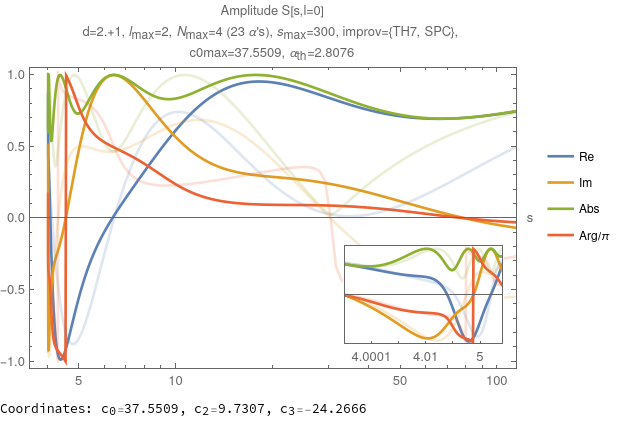 Amplitude S[s,l=0]
d=2.+1, lmax=2, Nmax=4 (23 α's), smax=300, improv={TH7, SPC},
c0max=37.5509, αth=2.8076
1.0
0.5
0.0
−0.5
−1.0
5
10
50
100
s
Re
Im
Abs
Arg/π
4.0001
4.01
5
Coordinates: c0=37.5509, c2=9.7307, c3=−24.2666